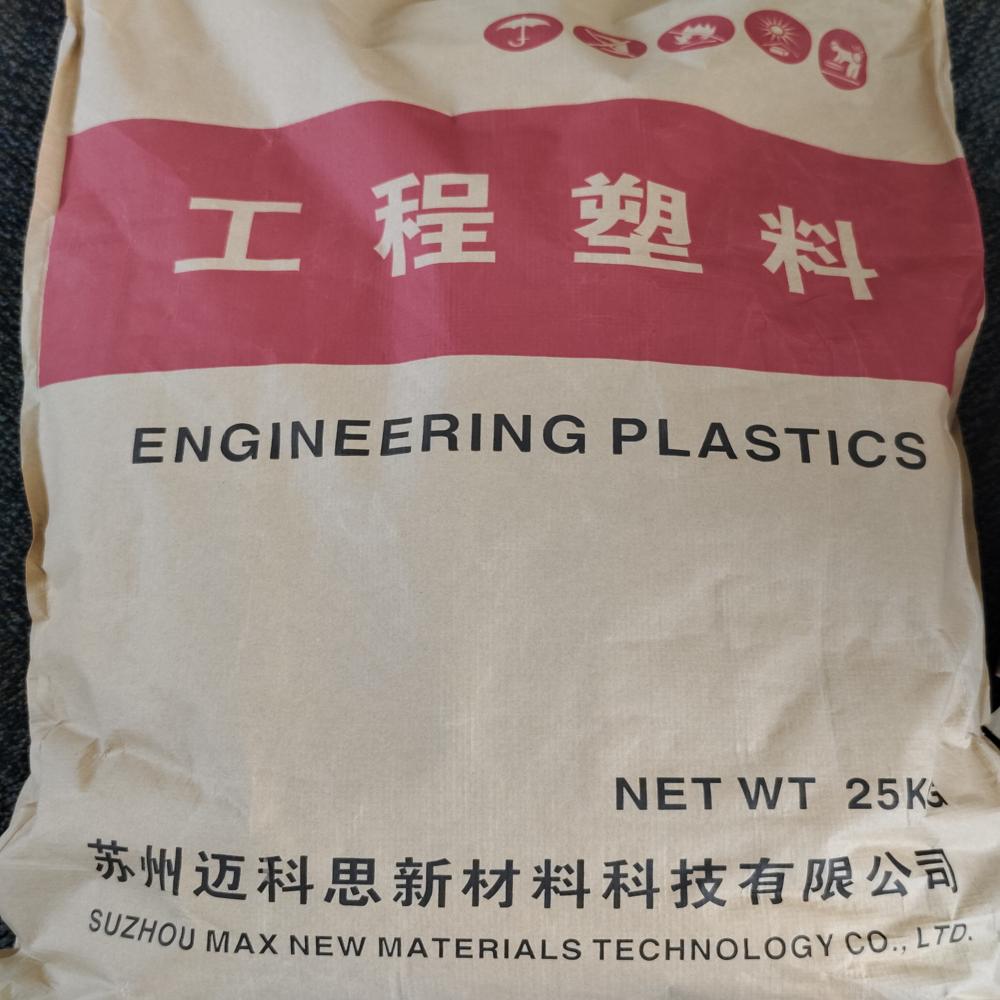 工程塑料
ENGINEERING PLASTICS
NET WT 25KG
苏州迈科思新材料科技有限公司
SUZHOU MAX NEW MATERIALS TECHNOLOGY CO., LTD.